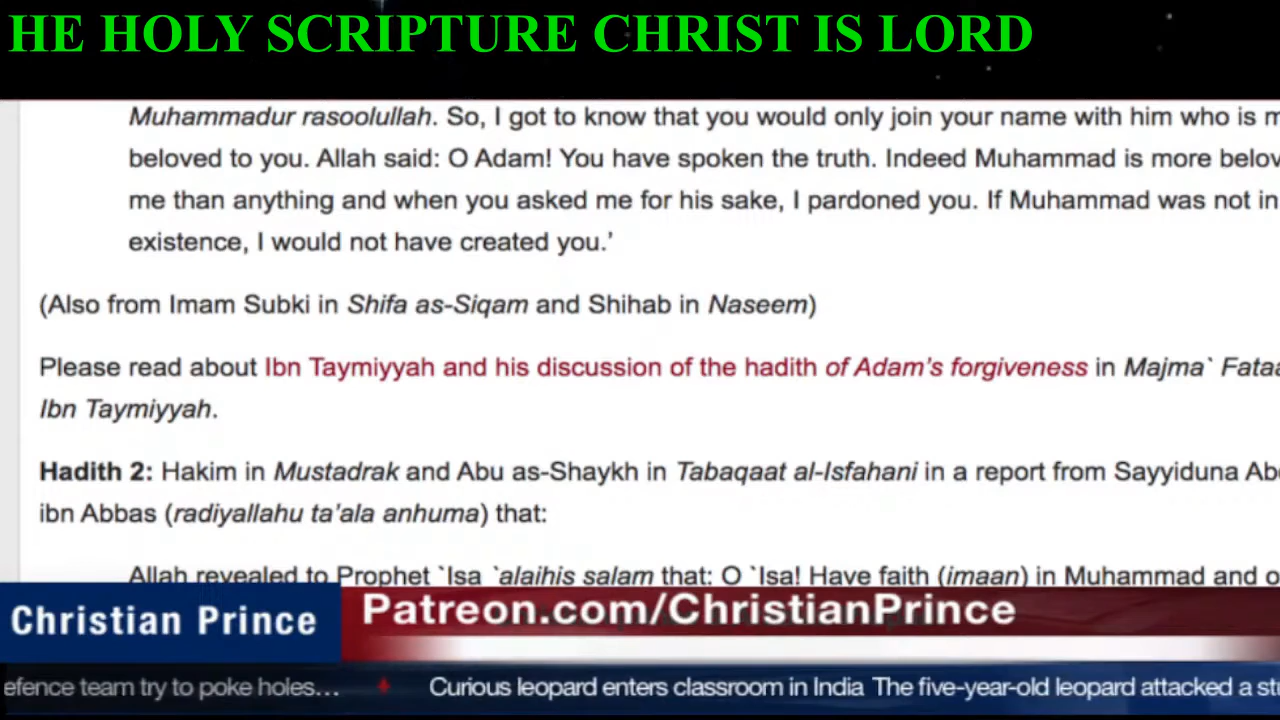 HE HOLY SCRIPTURE CHRIST IS LORD
Muhammadur rasoolullah. So, I got to know that you would only join your name with him who is m
beloved to you. Allah said: O Adam! You have spoken the truth. Indeed Muhammad is more belov
me than anything and when you asked me for his sake, I pardoned you. If Muhammad was not in
existence, I would not have created you.’
(Also from Imam Subki in Shifa as-Siqam and Shihab in Naseem)
Please read about Ibn Taymiyyah and his discussion of the hadith of Adam’s forgiveness in Majma` Fataa
Ibn Taymiyyah.
Hadith 2: Hakim in Mustadrak and Abu as-Shaykh in Tabaqaat al-Isfahani in a report from Sayyiduna Ab
ibn Abbas (radiyallahu ta’ala anhuma) that:
Allah revealed to Prophet `Isa `alaihis salam that: O `Isa! Have faith (imaan) in Muhammad and o
Christian Prince
Patreon.com/ChristianPrince
efence team try to poke holes... Curious leopard enters classroom in India The five-year-old leopard attacked a st